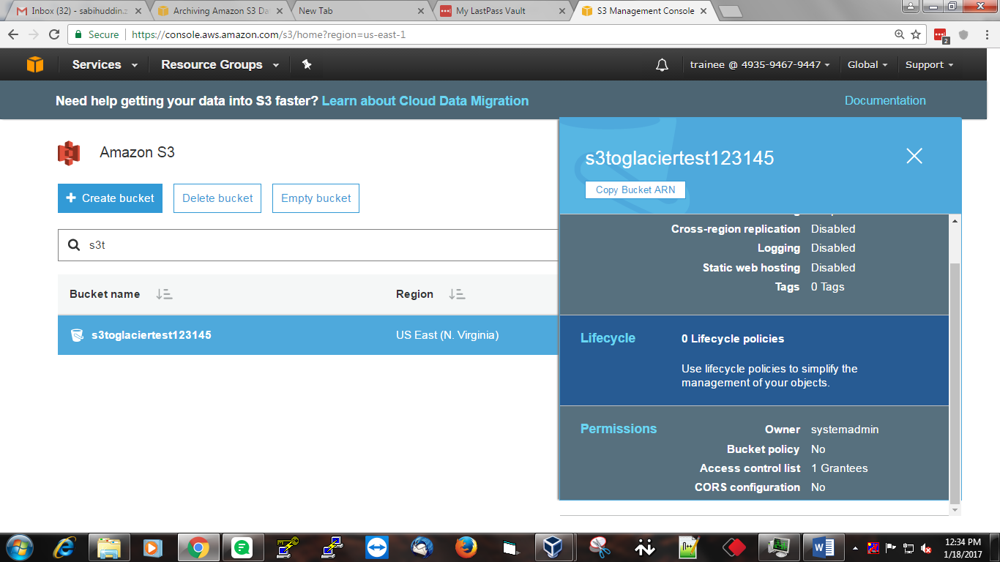 Inbox (32) - sabihuddin.z
Archiving Amazon S3 Da
New Tab
My LastPass Vault
S3 Management Console
Secure
https://console.aws.amazon.com/s3/home?region=us-east-1
2
Services
Resource Groups
trainee @ 4935-9467-9447
Global
Support
Need help getting your data into S3 faster? Learn about Cloud Data Migration
Documentation
Amazon S3
s3toglaciertest123145
Copy Bucket ARN
+ Create bucket
Delete bucket
Empty bucket
s3t
Bucket name
Region
s3toglaciertest123145
US East (N. Virginia)
Cross-region replication Disabled
Logging Disabled
Static web hosting Disabled
Tags 0 Tags
Lifecycle
0 Lifecycle policies
Use lifecycle policies to simplify the
management of your objects.
Permissions
Owner systemadmin
Bucket policy No
Access control list 1 Grantees
CORS configuration No
12:34 PM
1/18/2017